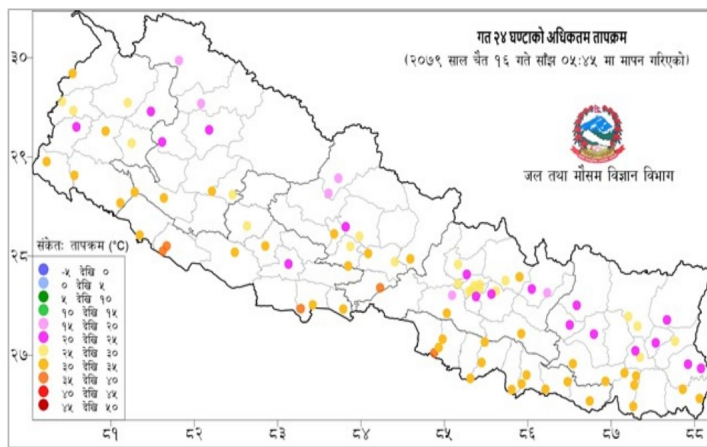 गत २४ घण्टाको अधिकतम तापक्रम
(२०७९ साल चैत १६ गते साँझ ०५:४५ मा मापन गरिएको)
जल तथा मौसम विज्ञान विभाग
३०
२९
२८
२७
संकेतः तापक्रम (°C)
-५ देखि ०
० देखि ५
५ देखि १०
१० देखि १५
१५ देखि २०
२० देखि २५
२५ देखि ३०
३० देखि ३५
३५ देखि ४०
४० देखि ४५
४५ देखि ५०
८१ ८२ ८३ ८४ ८५ ८६ ८७ ८८